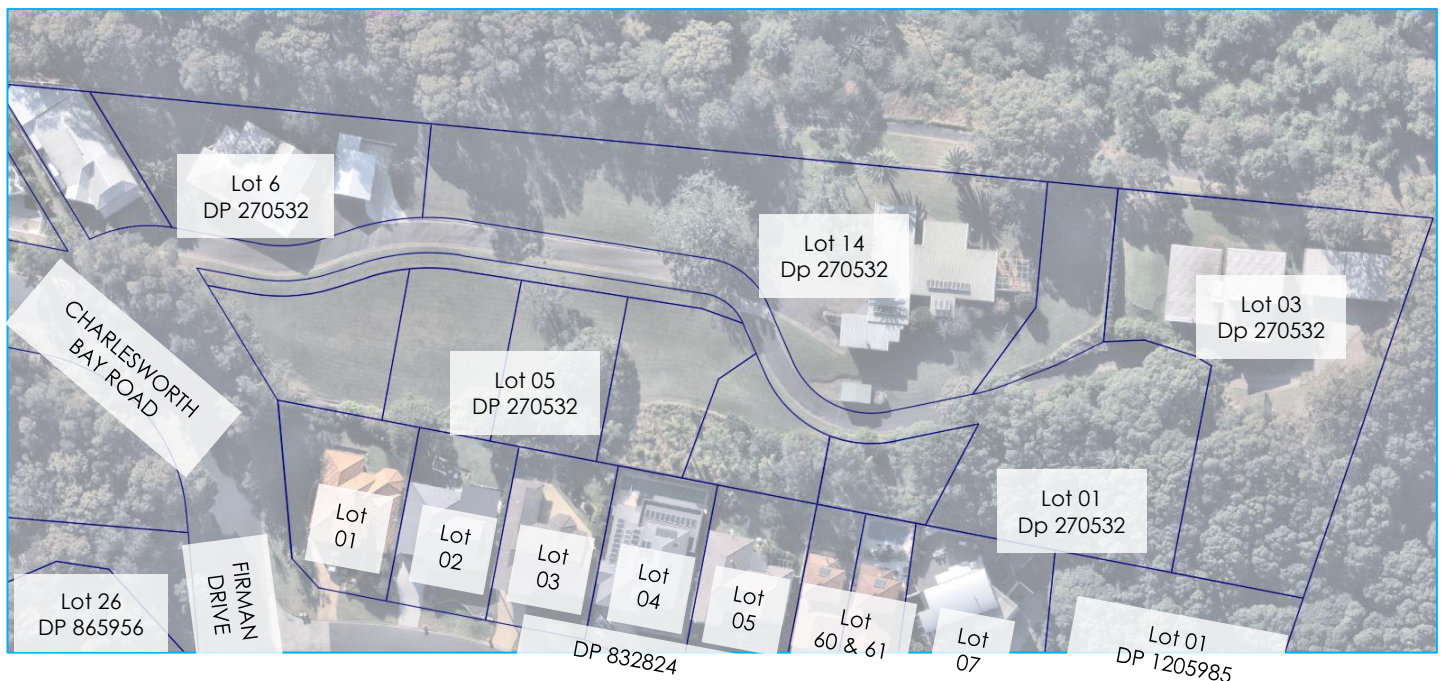 Lot 6
DP 270532
Lot 14
Dp 270532
Lot 03
Dp 270532
CHARLESWORTH
BAY ROAD
Lot 05
DP 270532
Lot 01
Dp 270532
Lot
01
Lot
02
Lot
03
Lot
04
Lot
05
Lot
60 & 61
Lot
07
Lot 01
DP 1205985
FIRMAN
DRIVE
Lot 26
DP 865956
DP 832824